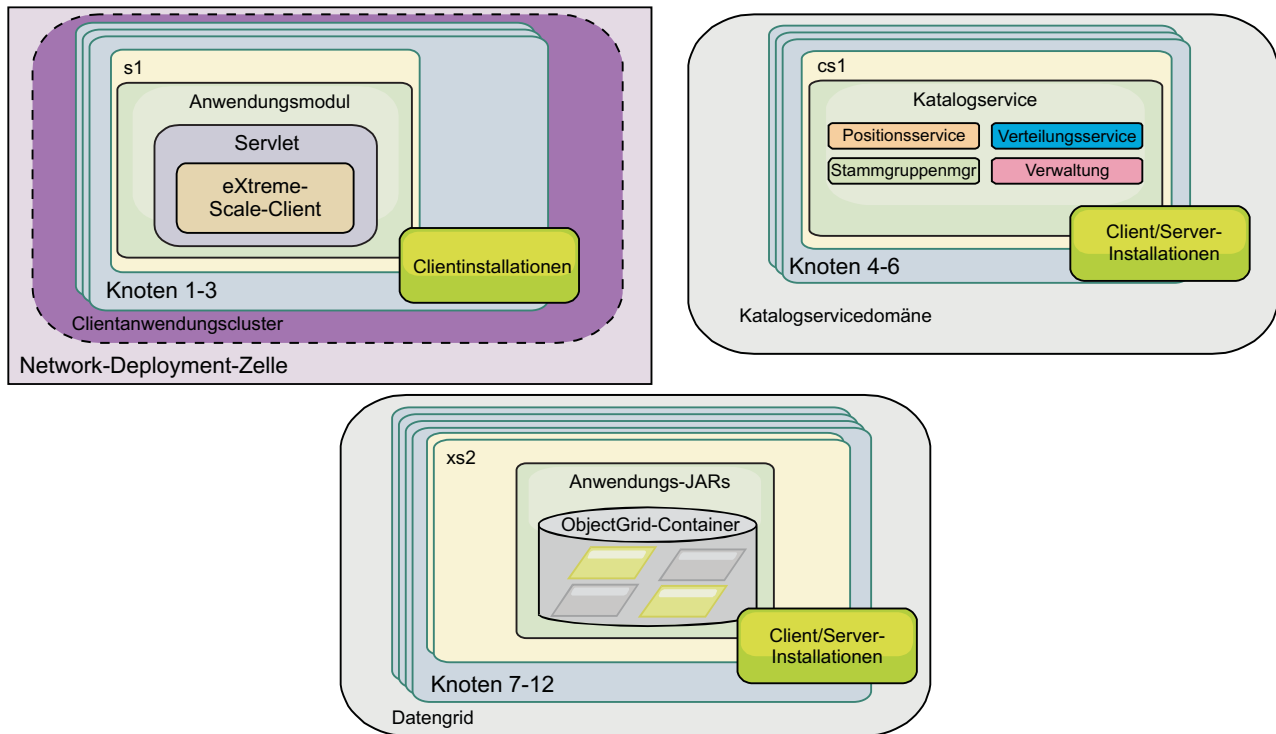 s1
Anwendungsmodul
Servlet
eXtreme-
Scale-Client
Clientinstallationen
Knoten 1-3
Clientanwendungscluster
Network-Deployment-Zelle
cs1
Katalogservice
Positionsservice
Verteilungsservice
Stammgruppenmgr
Verwaltung
Client/Server-
Installationen
Knoten 4-6
Katalogservicedomäne
xs2
Anwendungs-JARs
ObjectGrid-Container
Client/Server-
Installationen
Knoten 7-12
Datengrid